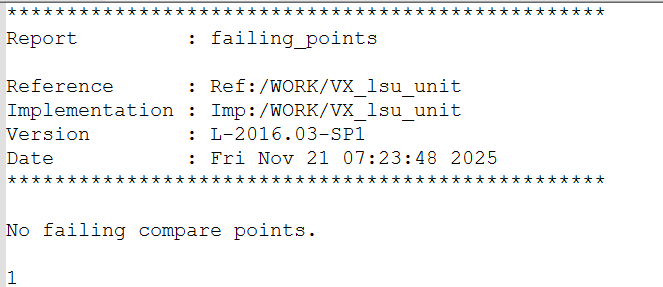 **************************************************
Report         : failing_points
Reference      : Ref:/WORK/VX_lsu_unit
Implementation : Imp:/WORK/VX_lsu_unit
Version        : L-2016.03-SP1
Date           : Fri Nov 21 07:23:48 2025
**************************************************
No failing compare points.
1